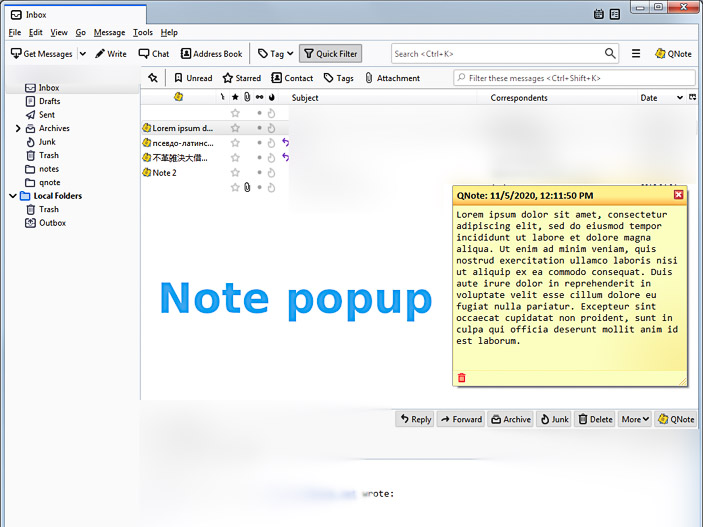 Inbox
File Edit View Go Message Tools Help
Get Messages Write Chat Address Book Tag Quick Filter Search <Ctrl+K> QNote
Unread Starred Contact Tags Attachment Filter these messages <Ctrl+Shift+K>
Inbox
Drafts
Sent
Archives
Junk
Trash
notes
qnote
Local Folders
Trash
Outbox
Subject Correspondents Date
Lorem ipsum d...
псевдо-латинс...
Note 2
QNote: 11/5/2020, 12:11:50 PM
Lorem ipsum dolor sit amet, consectetur
adipiscing elit, sed do eiusmod tempor
incididunt ut labore et dolore magna
aliqua. Ut enim ad minim veniam, quis
nostrud exercitation ullamco laboris nisi
ut aliquip ex ea commodo consequat. Duis
aute irure dolor in reprehenderit in
voluptate velit esse cillum dolore eu
fugiat nulla pariatur. Excepteur sint
occaecat cupidatat non proident, sunt in
culpa qui officia deserunt mollit anim id
est laborum.
Note popup
Reply Forward Archive Junk Delete More QNote
wrote: